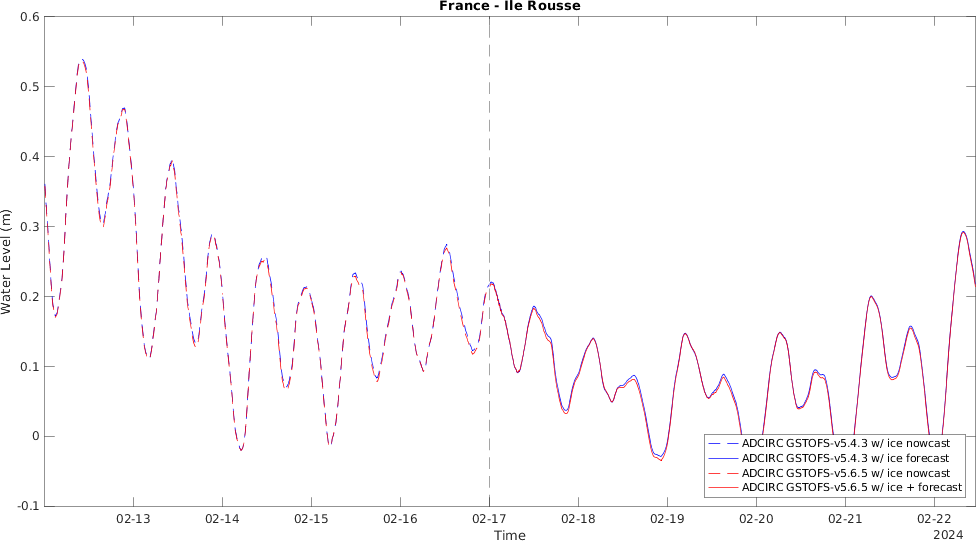 France - Ile Rousse
Water Level (m)
0.6
0.5
0.4
0.3
0.2
0.1
0
-0.1
ADCIRC GSTOFS-v5.4.3 w/ ice nowcast
ADCIRC GSTOFS-v5.4.3 w/ ice forecast
ADCIRC GSTOFS-v5.6.5 w/ ice nowcast
ADCIRC GSTOFS-v5.6.5 w/ ice + forecast
02-13 02-14 02-15 02-16 02-17 02-18 02-19 02-20 02-21 02-22
Time 2024